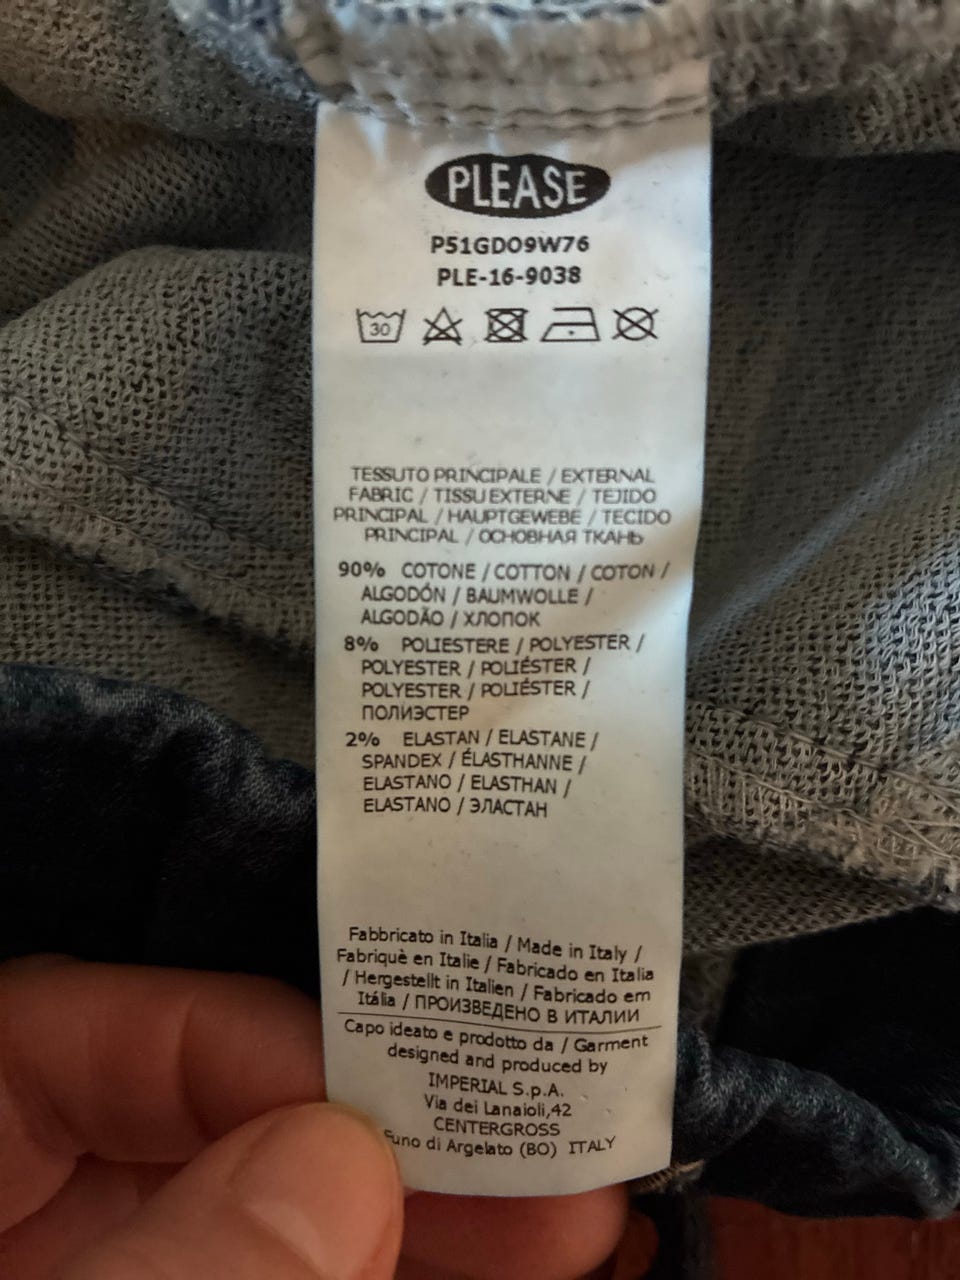 PLEASE
P51GDO9W76
PLE-16-9038
30
TESSUTO PRINCIPALE / EXTERNAL
FABRIC / TISSU EXTERNE / TEJIDO
PRINCIPAL / HAUPTGEWEBE / TECIDO
PRINCIPAL / ОСНОВНАЯ ТКАНЬ
90% COTONE / COTTON / COTON /
ALGODÓN / BAUMWOLLE /
ALGODÃO / ХЛОПОК
8% POLIESTERE / POLYESTER /
POLYESTER / POLIÉSTER /
POLYESTER / POLIÉSTER /
ПОЛИЭСТЕР
2% ELASTAN / ELASTANE /
SPANDEX / ÉLASTHANNE /
ELASTANO / ELASTHAN /
ELASTANO / ЭЛАСТАН
Fabbricato in Italia / Made in Italy /
Fabriquè en Italie / Fabricado en Italia
/ Hergestellt in Italien / Fabricado em
Itália / ПРОИЗВЕДЕНО В ИТАЛИИ
Capo ideato e prodotto da / Garment
designed and produced by
IMPERIAL S.p.A.
Via dei Lanaioli,42
CENTERGROSS
Funo di Argelato (BO) ITALY